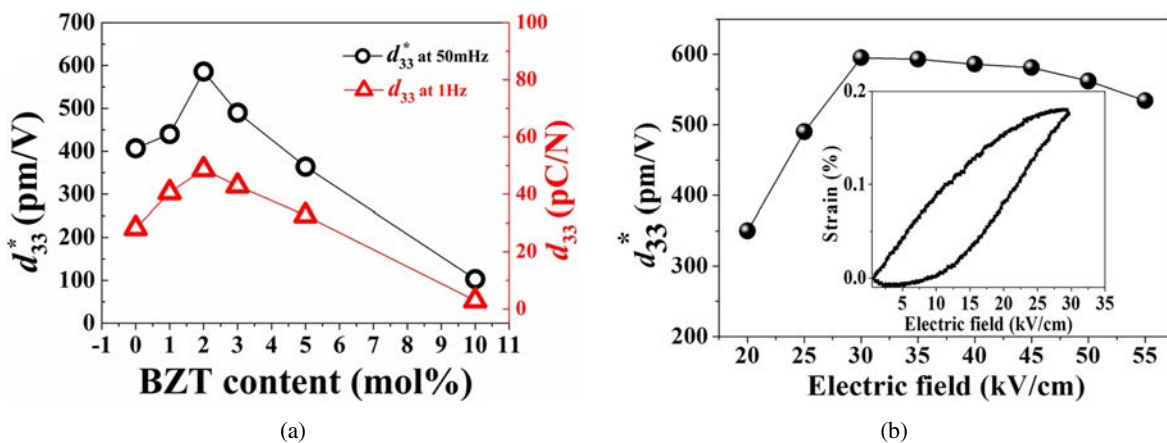 700
600
500
400
300
200
100
0
d*33 (pm/V)
-1 0 1 2 3 4 5 6 7 8 9 10 11
BZT content (mol%)
d*33 at 50mHz
d33 at 1Hz
100
80
60
40
20
0
d33 (pC/N)
(a)
600
500
400
300
200
d*33 (pm/V)
20 25 30 35 40 45 50 55
Electric field (kV/cm)
0.2
0.1
0.0
Strain (%)
5 10 15 20 25 30 35
Electric field (kV/cm)
(b)